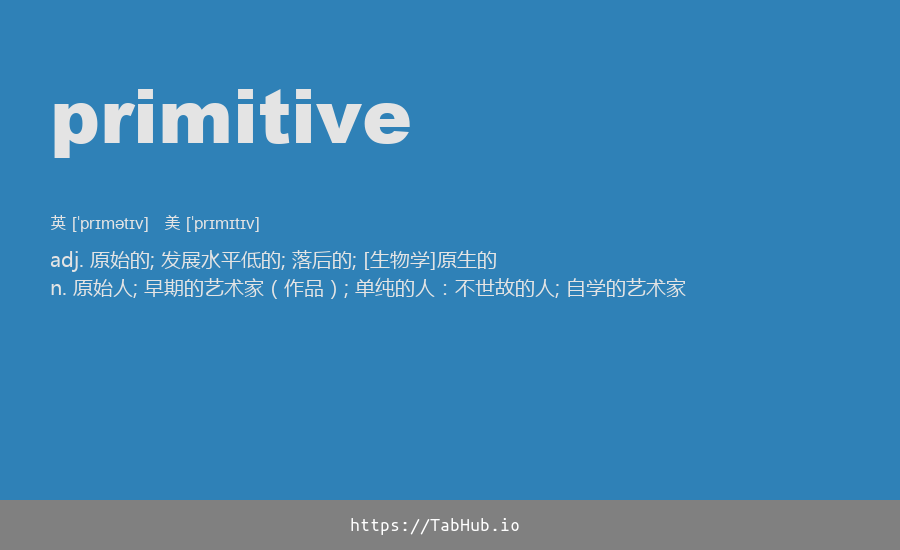 primitive
英 [ˈprɪmətɪv] 美 [ˈprɪmɪtɪv]
adj. 原始的; 发展水平低的; 落后的; [生物学]原生的
n. 原始人; 早期的艺术家（作品）; 单纯的人：不世故的人; 自学的艺术家
https://TabHub.io